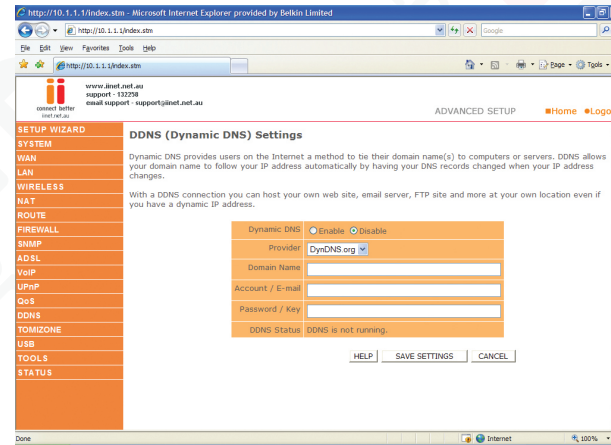 http://10.1.1.1/index.stm - Microsoft Internet Explorer provided by Belkin Limited
http://10.1.1.1/index.stm
Google
File Edit View Favorites Tools Help
http://10.1.1.1/index.stm
Page Tools
connect better
iinet.net.au
www.iinet.net.au
support - 132258
email support - support@iinet.net.au
ADVANCED SETUP Home Logo
SETUP WIZARD
SYSTEM
WAN
LAN
WIRELESS
NAT
ROUTE
FIREWALL
SNMP
ADSL
VoIP
UPnP
QoS
DDNS
TOMIZONE
USB
TOOLS
STATUS
DDNS (Dynamic DNS) Settings
Dynamic DNS provides users on the Internet a method to tie their domain name(s) to computers or servers. DDNS allows
your domain name to follow your IP address automatically by having your DNS records changed when your IP address
changes.
With a DDNS connection you can host your own web site, email server, FTP site and more at your own location even if
you have a dynamic IP address.
Dynamic DNS Enable Disable
Provider DynDNS.org
Domain Name
Account / E-mail
Password / Key
DDNS Status DDNS is not running.
HELP SAVE SETTINGS CANCEL
Done Internet 100%